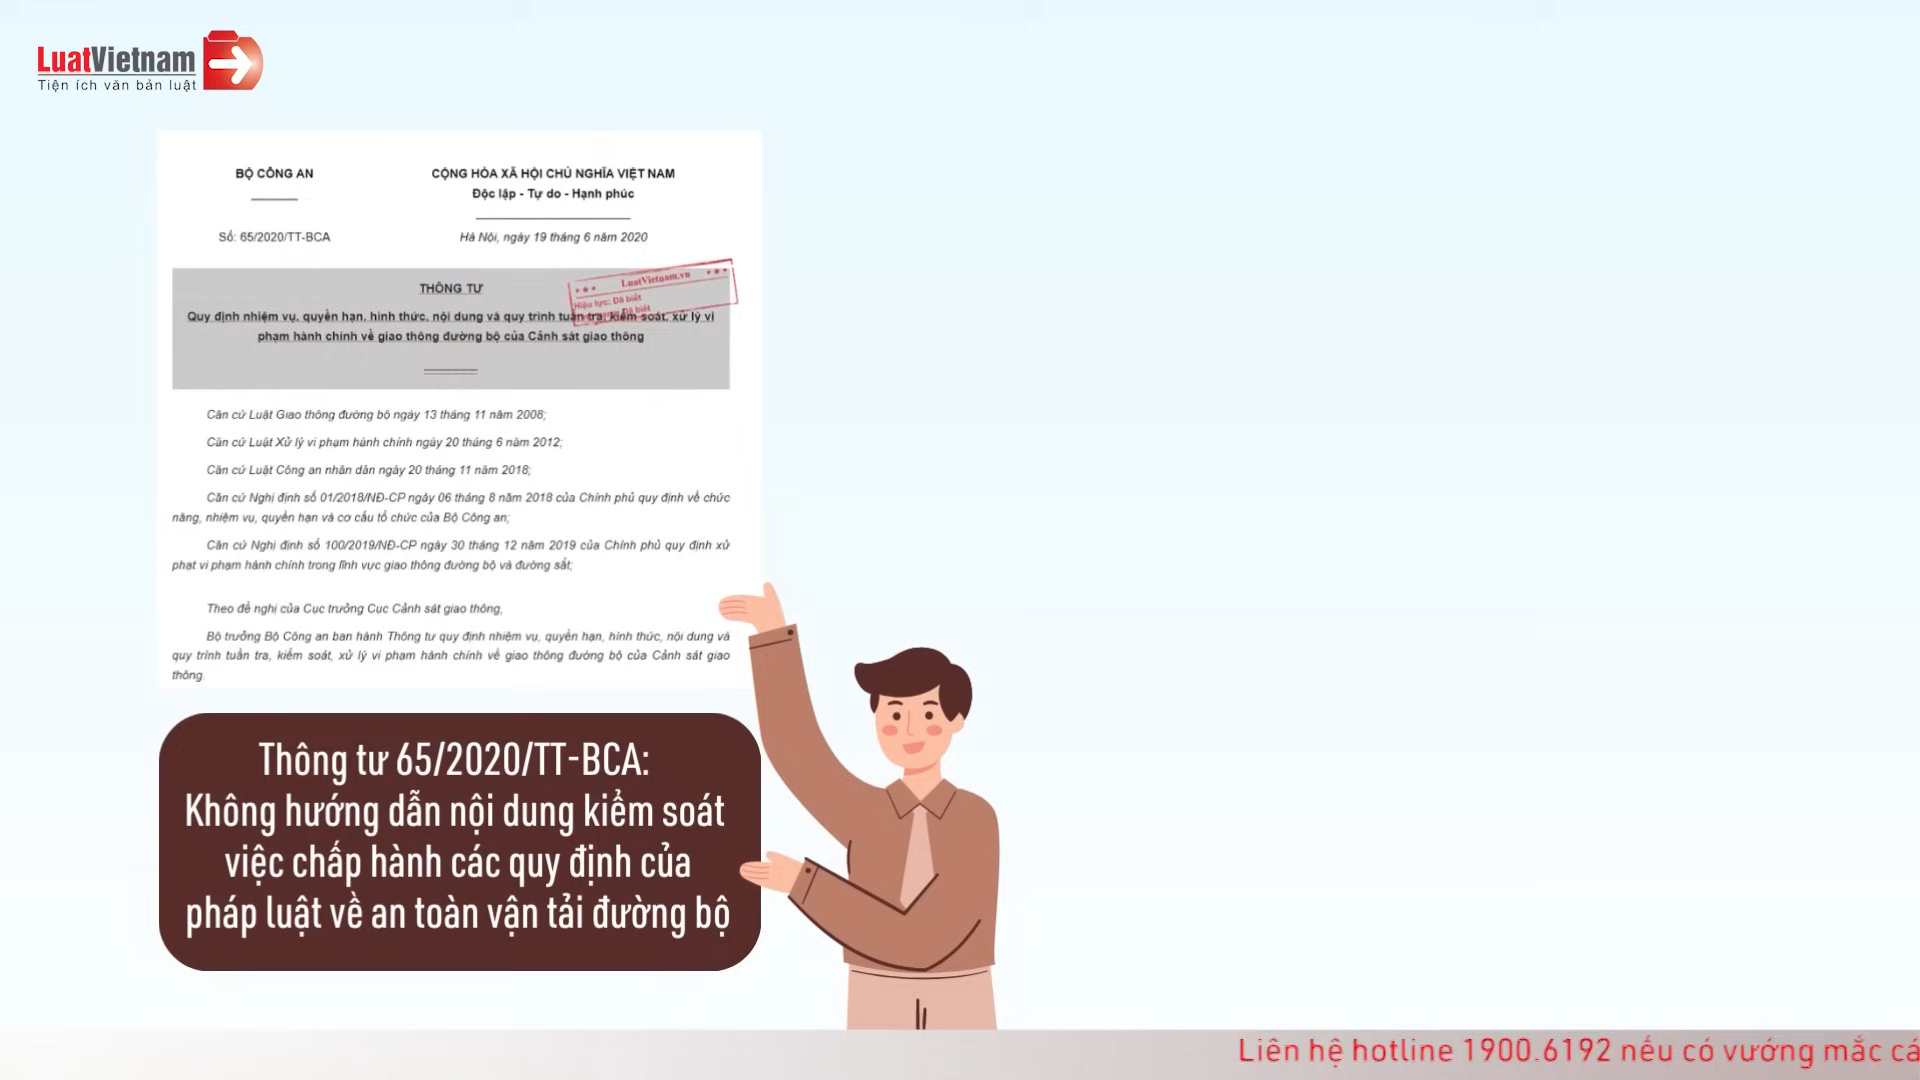 LuatVietnam
Tiện ích văn bản luật
BỘ CÔNG AN
CỘNG HÒA XÃ HỘI CHỦ NGHĨA VIỆT NAM
Độc lập - Tự do - Hạnh phúc
Số: 65/2020/TT-BCA
Hà Nội, ngày 19 tháng 6 năm 2020
LuatVietnam.vn
Hiệu lực: Đã biết
Đã biết
THÔNG TƯ
Quy định nhiệm vụ, quyền hạn, hình thức, nội dung và quy trình tuần tra, kiểm soát, xử lý vi
phạm hành chính về giao thông đường bộ của Cảnh sát giao thông
Căn cứ Luật Giao thông đường bộ ngày 13 tháng 11 năm 2008;
Căn cứ Luật Xử lý vi phạm hành chính ngày 20 tháng 6 năm 2012;
Căn cứ Luật Công an nhân dân ngày 20 tháng 11 năm 2018;
Căn cứ Nghị định số 01/2018/NĐ-CP ngày 06 tháng 8 năm 2018 của Chính phủ quy định về chức
năng, nhiệm vụ, quyền hạn và cơ cấu tổ chức của Bộ Công an;
Căn cứ Nghị định số 100/2019/NĐ-CP ngày 30 tháng 12 năm 2019 của Chính phủ quy định xử
phạt vi phạm hành chính trong lĩnh vực giao thông đường bộ và đường sắt;
Theo đề nghị của Cục trưởng Cục Cảnh sát giao thông,
Bộ trưởng Bộ Công an ban hành Thông tư quy định nhiệm vụ, quyền hạn, hình thức, nội dung và
quy trình tuần tra, kiểm soát, xử lý vi phạm hành chính về giao thông đường bộ của Cảnh sát giao
thông.
Thông tư 65/2020/TT-BCA:
Không hướng dẫn nội dung kiểm soát
việc chấp hành các quy định của
pháp luật về an toàn vận tải đường bộ
Liên hệ hotline 1900.6192 nếu có vướng mắc cá